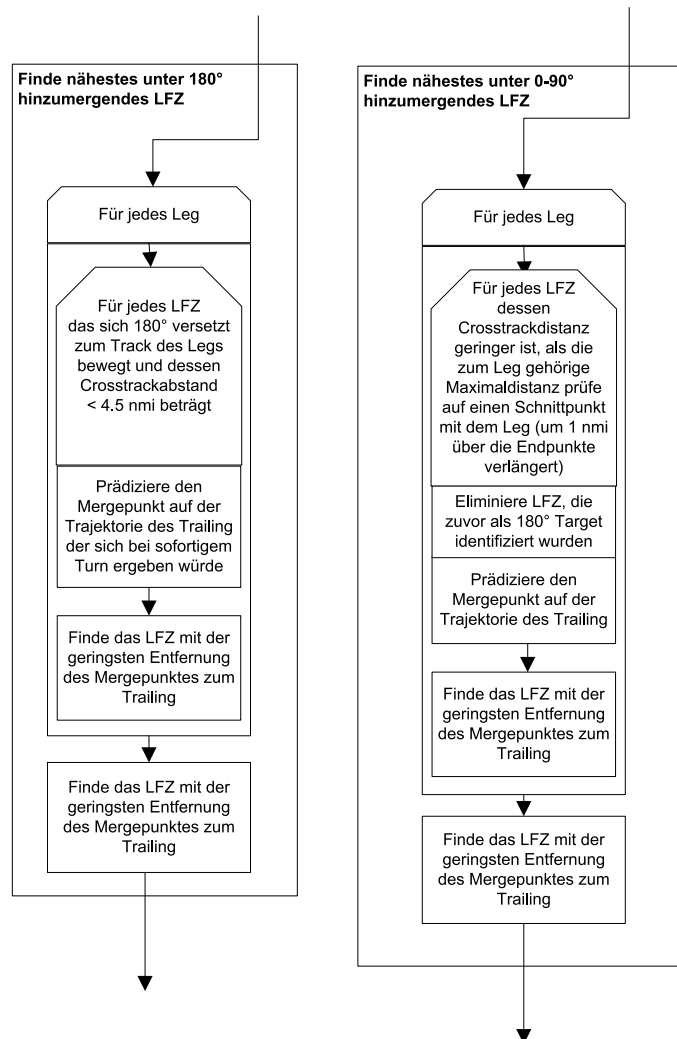 Finde nähestes unter 180°
hinzumergendes LFZ
Für jedes Leg
Für jedes LFZ
das sich 180° versetzt
zum Track des Legs
bewegt und dessen
Crosstrackabstand
< 4.5 nmi beträgt
Prädiziere den
Mergepunkt auf der
Trajektorie des Trailing
der sich bei sofortigem
Turn ergeben würde
Finde das LFZ mit der
geringsten Entfernung
des Mergepunktes zum
Trailing
Finde das LFZ mit der
geringsten Entfernung
des Mergepunktes zum
Trailing
Finde nähestes unter 0-90°
hinzumergendes LFZ
Für jedes Leg
Für jedes LFZ
dessen
Crosstrackdistanz
geringer ist, als die
zum Leg gehörige
Maximaldistanz prüfe
auf einen Schnittpunkt
mit dem Leg (um 1 nmi
über die Endpunkte
verlängert)
Eliminiere LFZ, die
zuvor als 180° Target
identifiziert wurden
Prädiziere den
Mergepunkt auf der
Trajektorie des Trailing
Finde das LFZ mit der
geringsten Entfernung
des Mergepunktes zum
Trailing
Finde das LFZ mit der
geringsten Entfernung
des Mergepunktes zum
Trailing